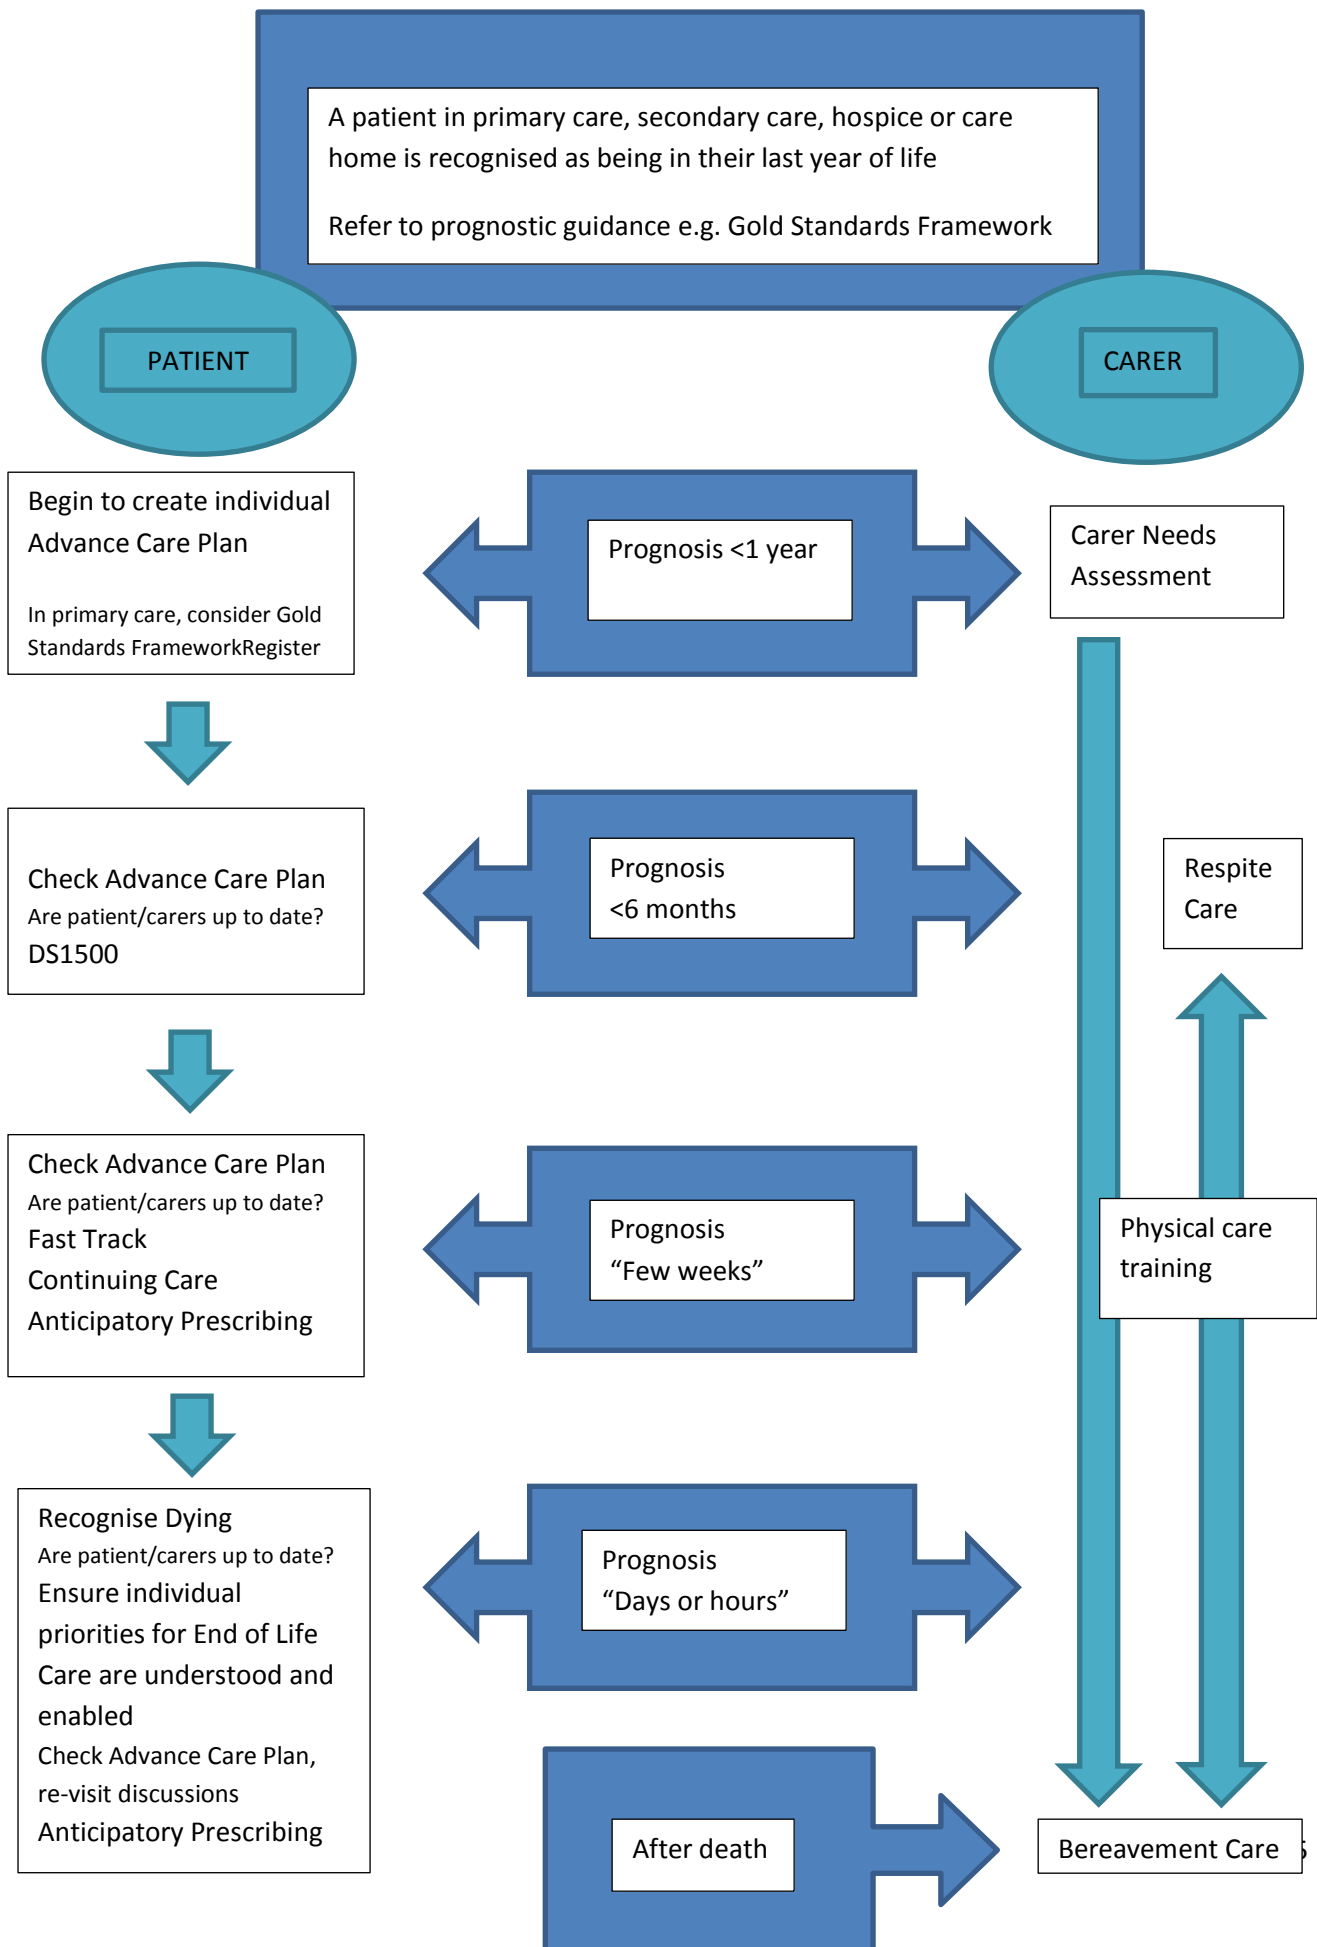 A patient in primary care, secondary care, hospice or care
home is recognised as being in their last year of life
Refer to prognostic guidance e.g. Gold Standards Framework
PATIENT
CARER
Begin to create individual
Advance Care Plan
In primary care, consider Gold
Standards FrameworkRegister
Prognosis <1 year
Carer Needs
Assessment
Check Advance Care Plan
Are patient/carers up to date?
DS1500
Prognosis
<6 months
Respite
Care
Check Advance Care Plan
Are patient/carers up to date?
Fast Track
Continuing Care
Anticipatory Prescribing
Prognosis
“Few weeks”
Physical care
training
Recognise Dying
Are patient/carers up to date?
Ensure individual
priorities for End of Life
Care are understood and
enabled
Check Advance Care Plan,
re-visit discussions
Anticipatory Prescribing
Prognosis
“Days or hours”
After death
Bereavement Care